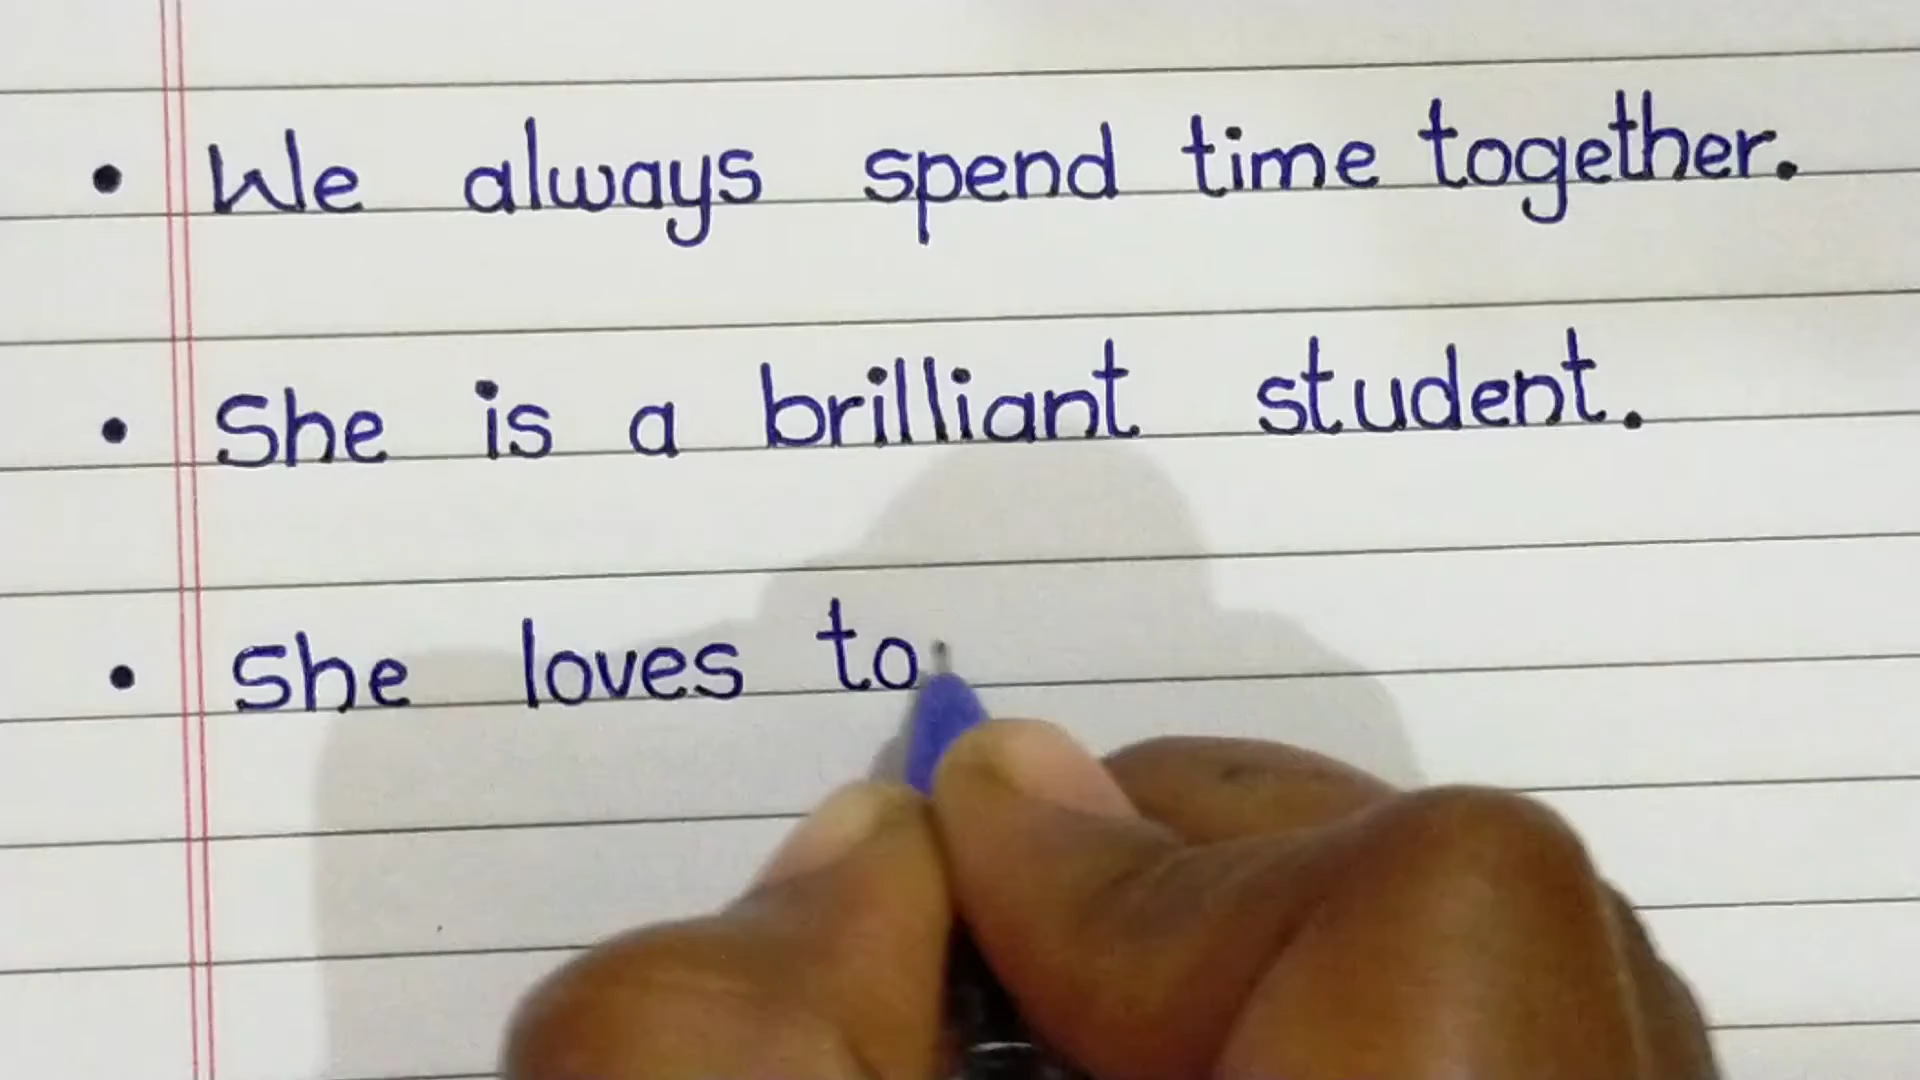 • We always spend time together.
• She is a brilliant student.
• She loves to